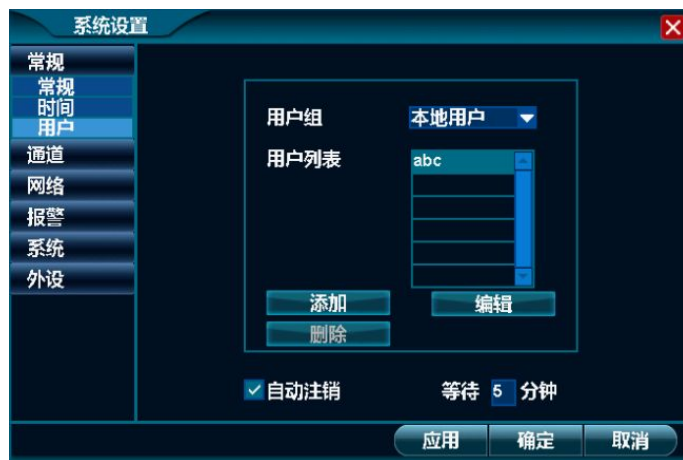 系统设置
常规
常规
时间
用户
通道
网络
报警
系统
外设
用户组 本地用户
用户列表 abc
添加 编辑
删除
自动注销 等待 5 分钟
应用 确定 取消